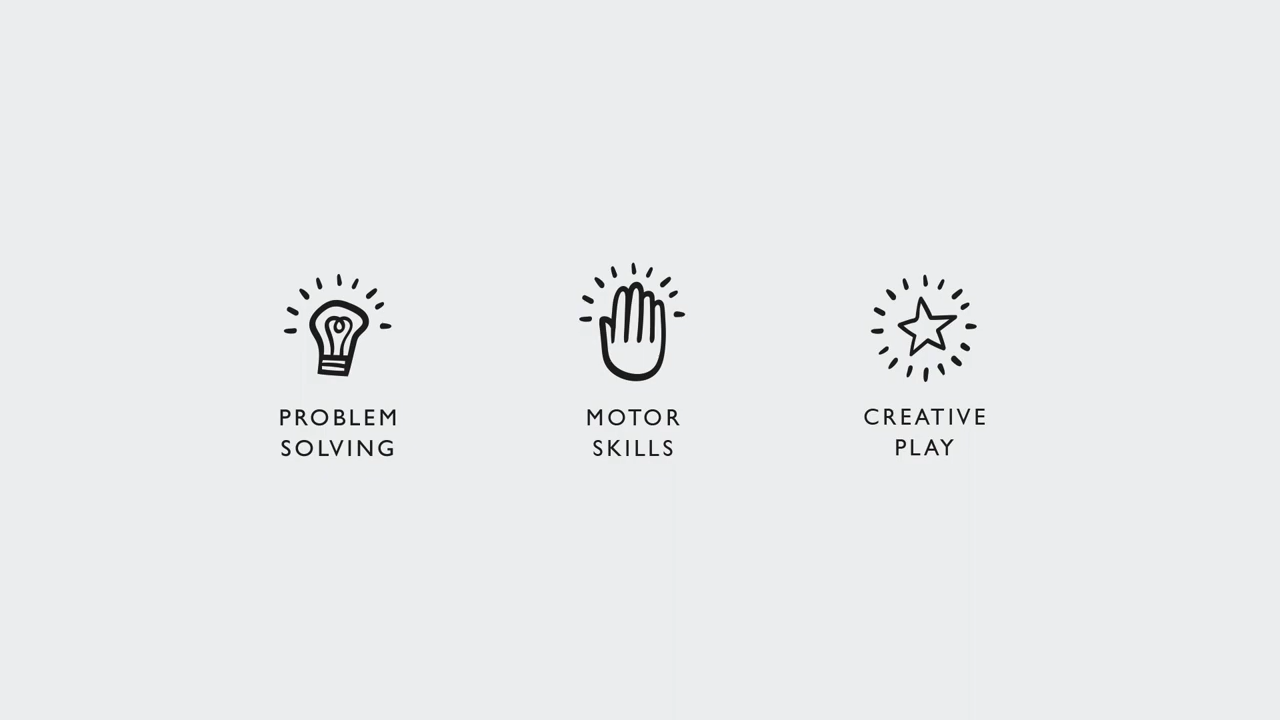 PROBLEM
SOLVING
MOTOR
SKILLS
CREATIVE
PLAY